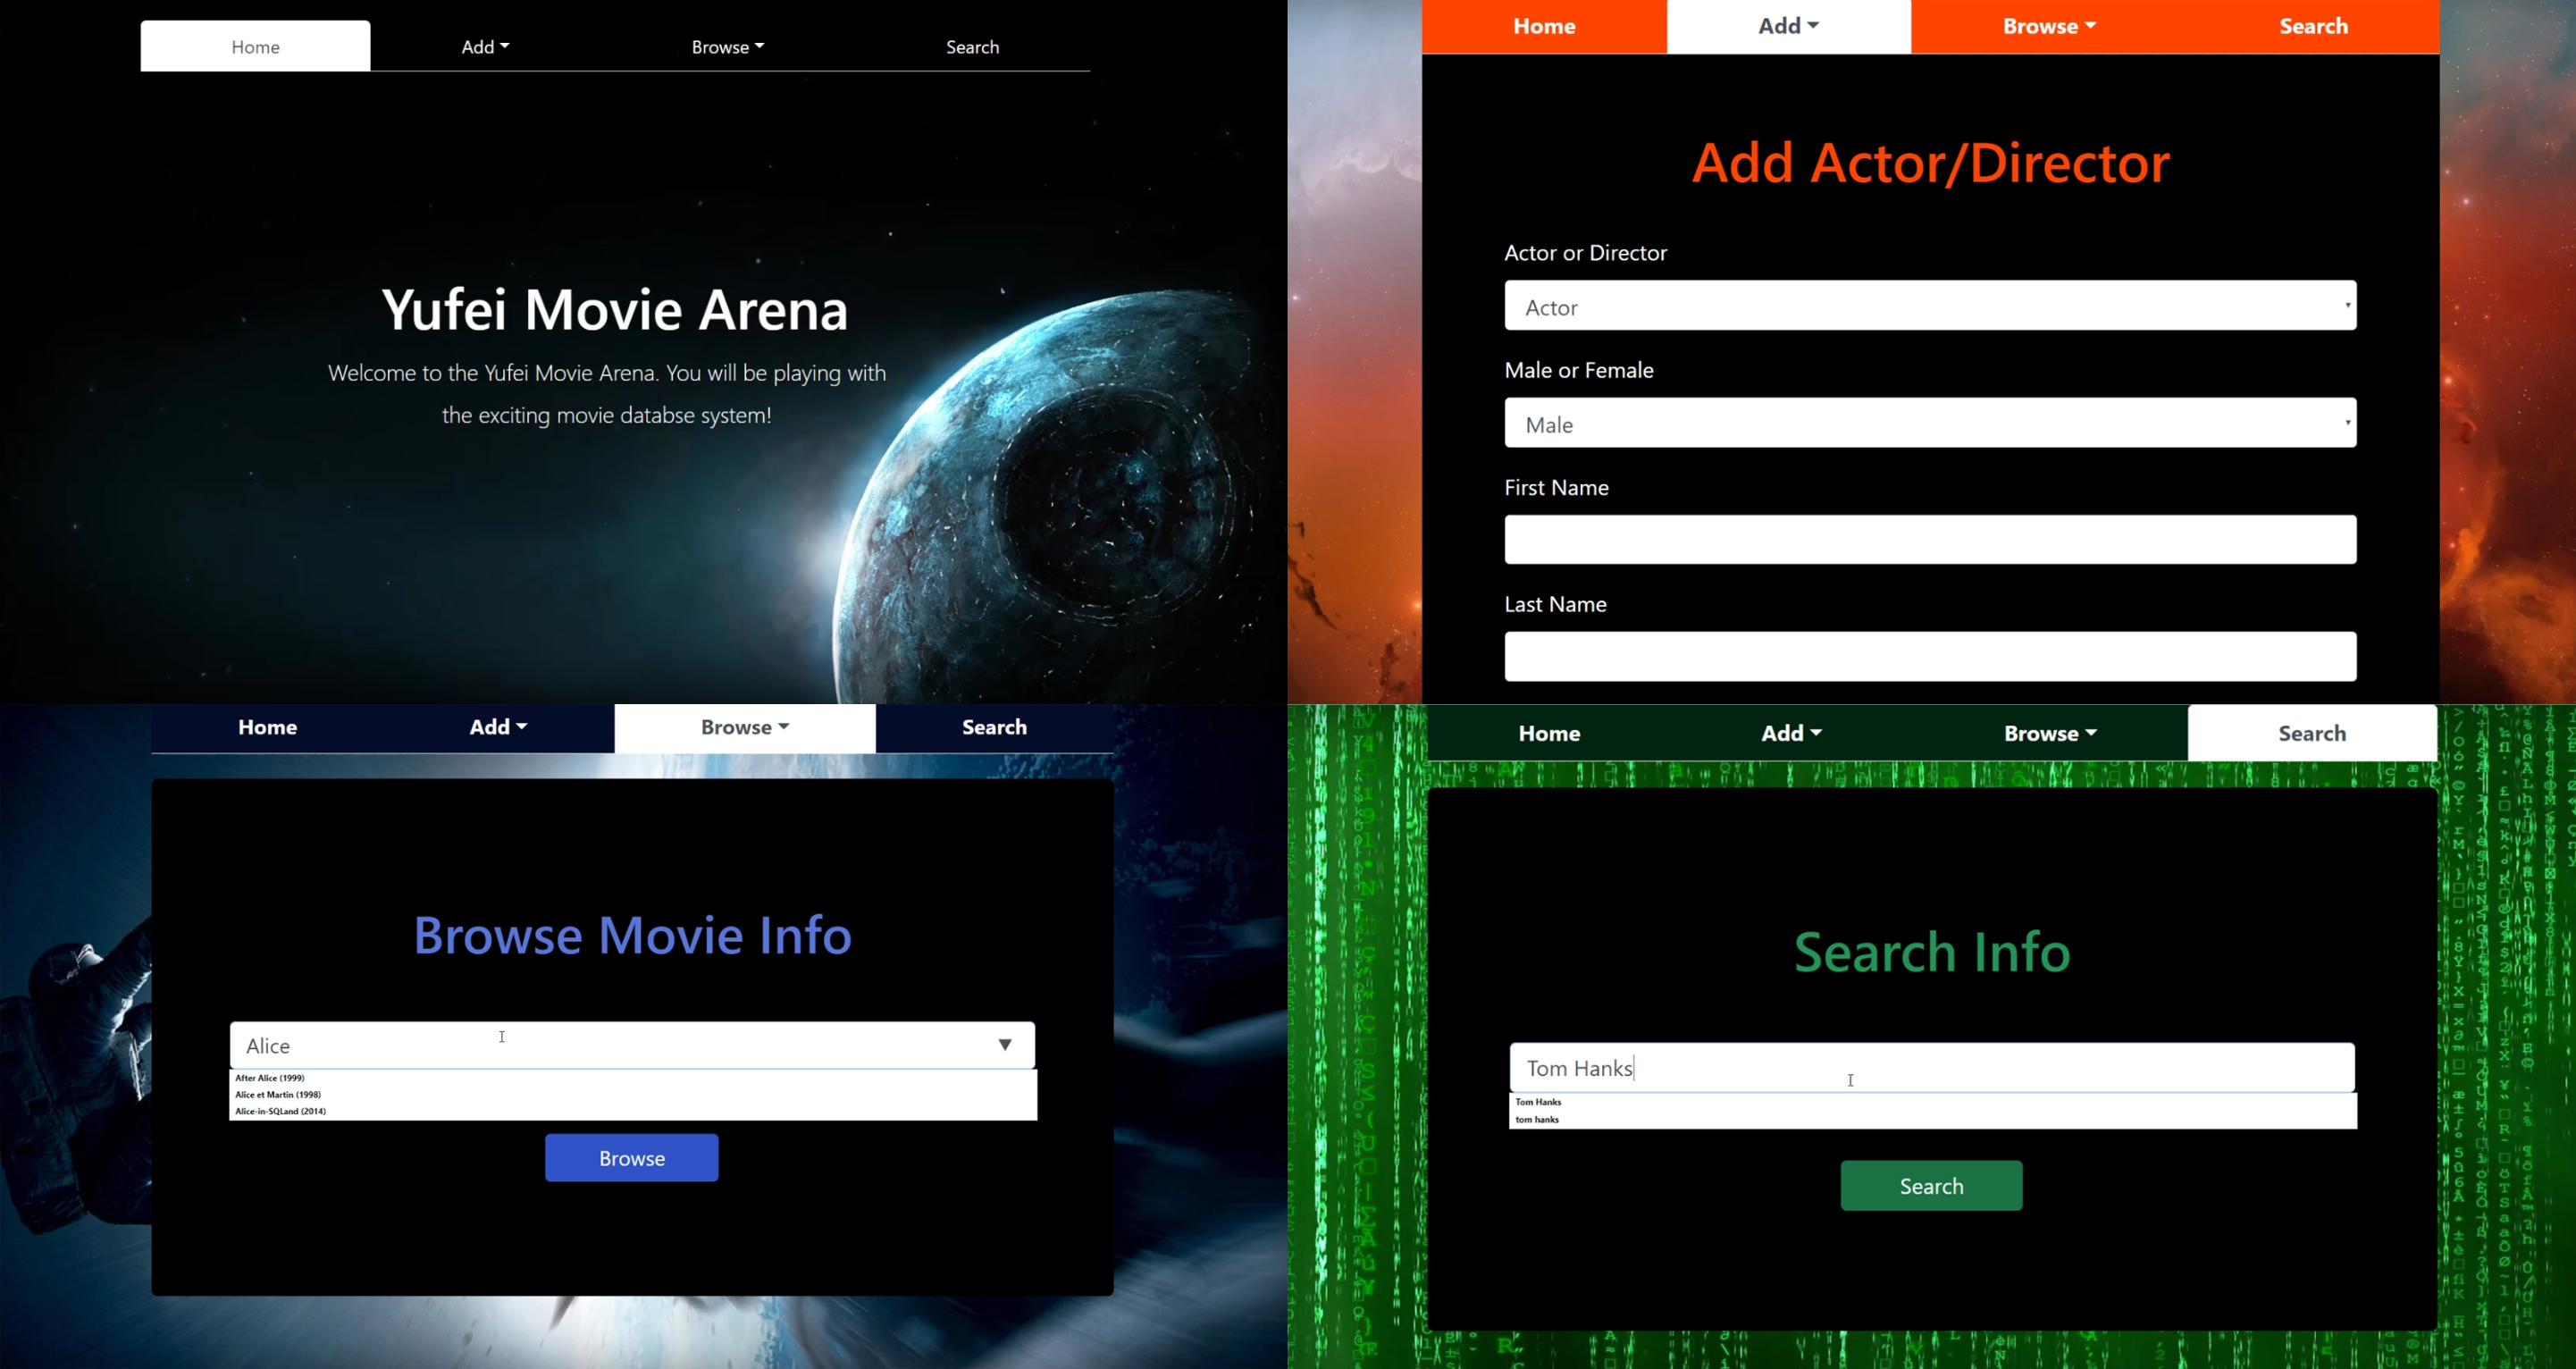 Home Add Browse Search
Yufei Movie Arena
Welcome to the Yufei Movie Arena. You will be playing with
the exciting movie databse system!
Home Add Browse Search
Add Actor/Director
Actor or Director
Actor
Male or Female
Male
First Name
Last Name
Home Add Browse Search
Browse Movie Info
Alice
After Alice (1999)
Alice et Martin (1998)
Alice-in-SQLand (2014)
Browse
Home Add Browse Search
Search Info
Tom Hanks
Tom Hanks
tom hanks
Search